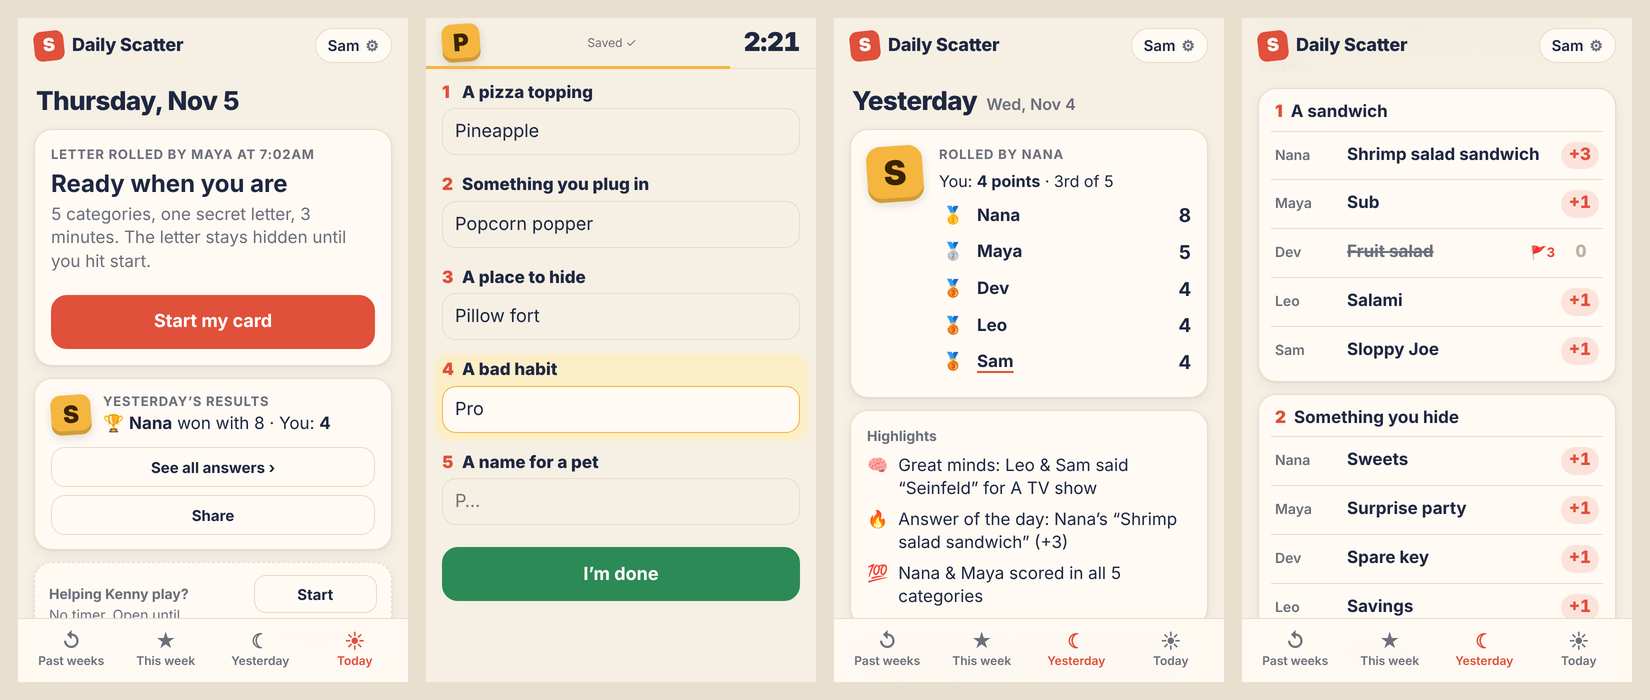 S Daily Scatter
Sam ⚙
Thursday, Nov 5
LETTER ROLLED BY MAYA AT 7:02AM
Ready when you are
5 categories, one secret letter, 3
minutes. The letter stays hidden until
you hit start.
Start my card
S
YESTERDAY’S RESULTS
🏆 Nana won with 8 · You: 4
See all answers ›
Share
Helping Kenny play?
No timer. Open until
Start
Past weeks
This week
Yesterday
Today
P
Saved ✓
2:21
1 A pizza topping
Pineapple
2 Something you plug in
Popcorn popper
3 A place to hide
Pillow fort
4 A bad habit
Pro
5 A name for a pet
P...
I’m done
S Daily Scatter
Sam ⚙
Yesterday Wed, Nov 4
S
ROLLED BY NANA
You: 4 points · 3rd of 5
🥇 Nana 8
🥈 Maya 5
🥉 Dev 4
🥉 Leo 4
🥉 Sam 4
Highlights
🧠 Great minds: Leo & Sam said
“Seinfeld” for A TV show
🔥 Answer of the day: Nana’s “Shrimp
salad sandwich” (+3)
💯 Nana & Maya scored in all 5
categories
Past weeks
This week
Yesterday
Today
S Daily Scatter
Sam ⚙
1 A sandwich
Nana Shrimp salad sandwich +3
Maya Sub +1
Dev Fruit salad 🚩3 0
Leo Salami +1
Sam Sloppy Joe +1
2 Something you hide
Nana Sweets +1
Maya Surprise party +1
Dev Spare key +1
Leo Savings +1
Past weeks
This week
Yesterday
Today